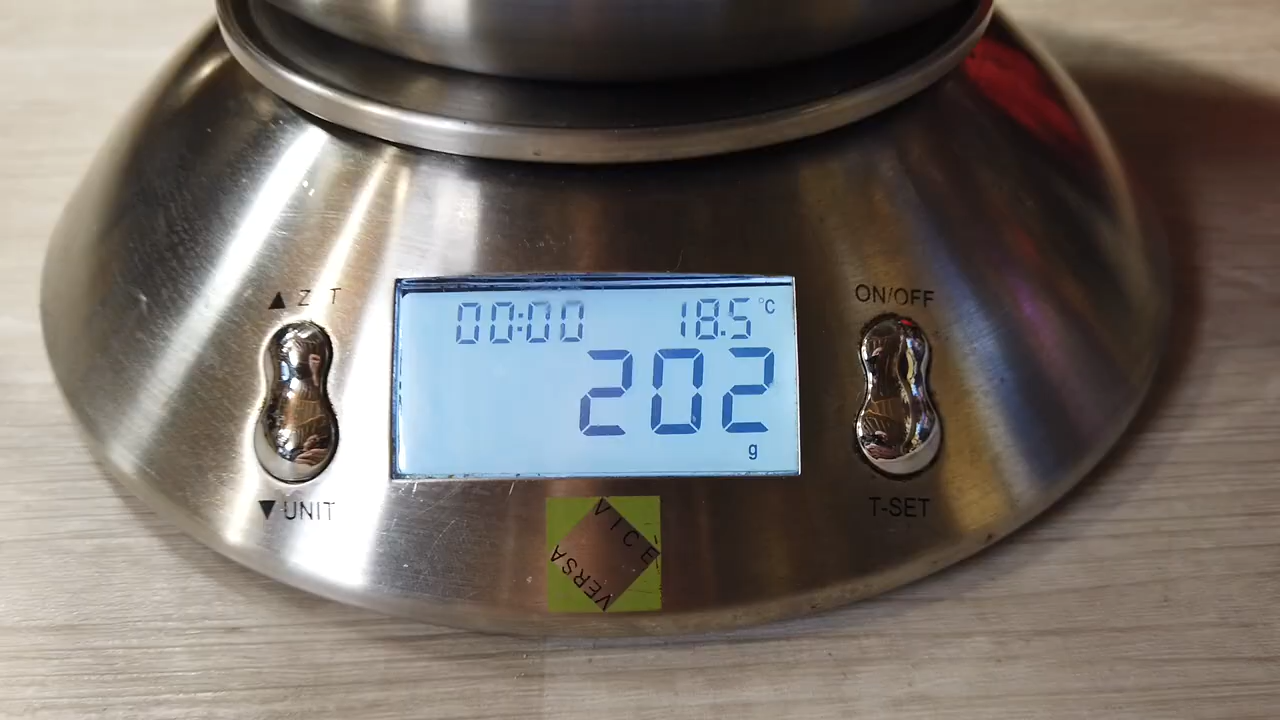 ON/OFF
00:00 18.5 °C
202
g
▼ UNIT
T-SET
VICE
VERSA